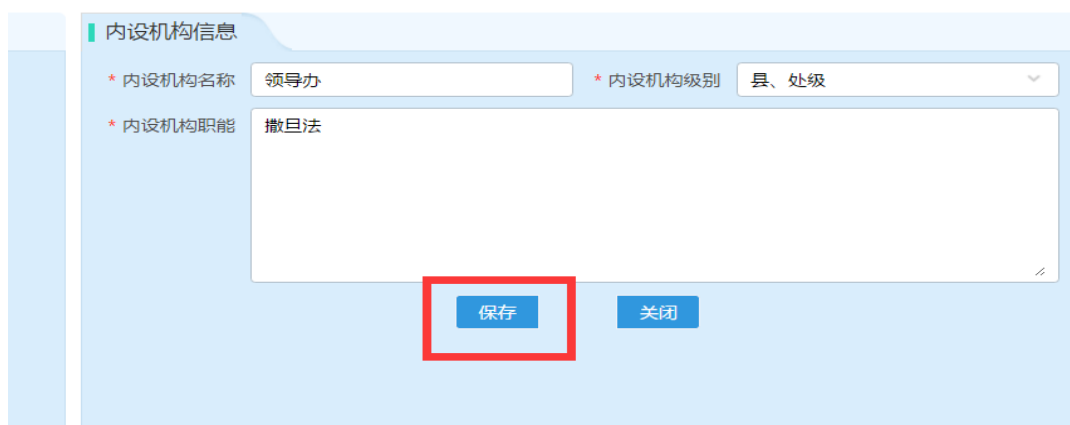 内设机构信息
* 内设机构名称 领导办 * 内设机构级别 县、处级
* 内设机构职能 撒旦法
保存 关闭